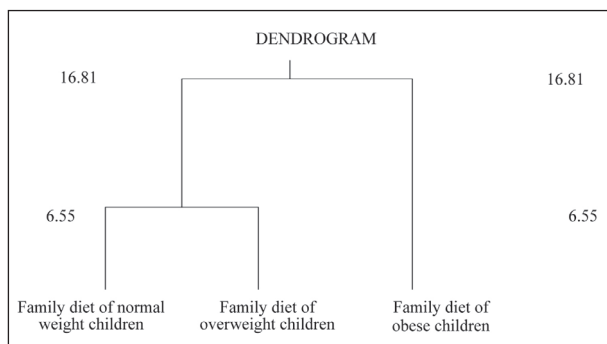 DENDROGRAM
16.81
16.81
6.55
6.55
Family diet of normal
weight children
Family diet of
overweight children
Family diet of
obese children